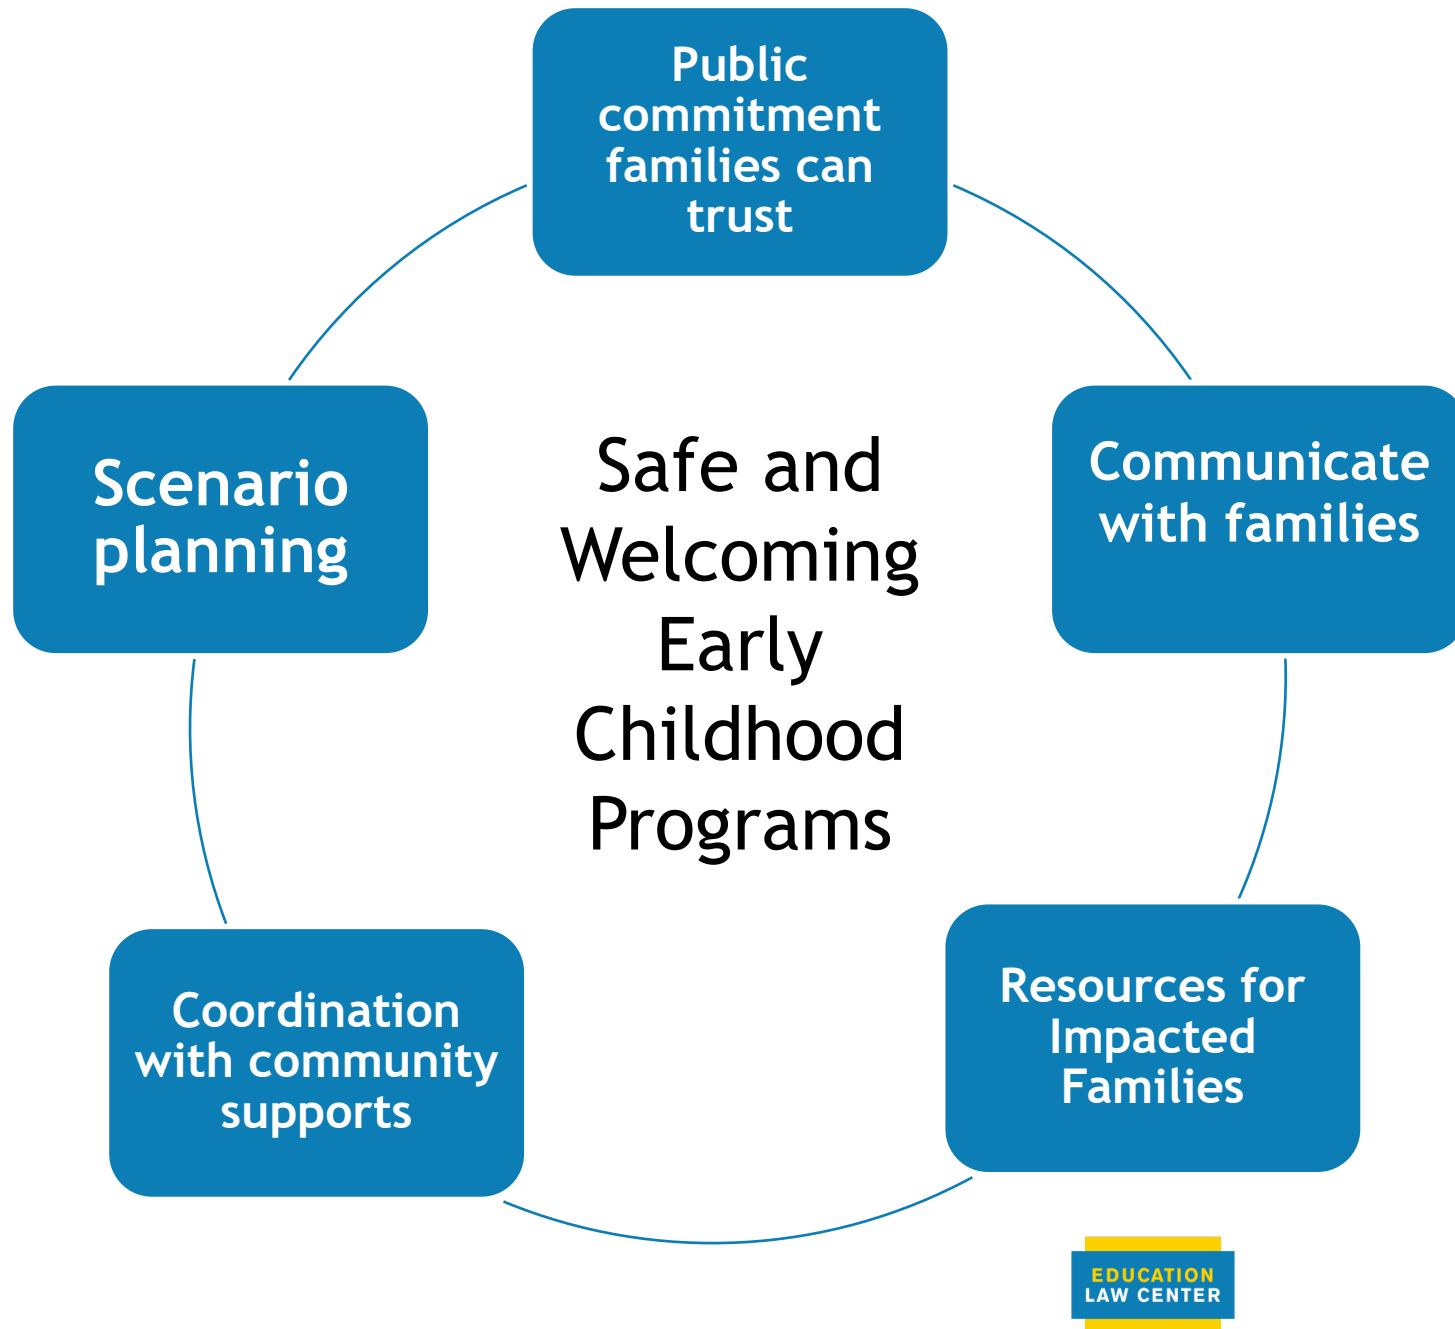 Public
commitment
families can
trust
Communicate
with families
Resources for
Impacted
Families
Coordination
with community
supports
Scenario
planning
Safe and
Welcoming
Early
Childhood
Programs
EDUCATION
LAW CENTER